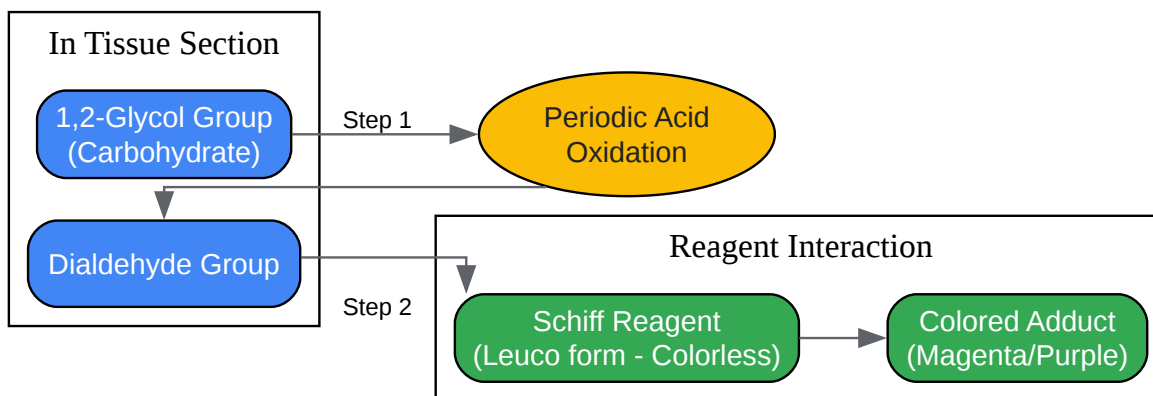 In Tissue Section
1,2-Glycol Group
(Carbohydrate)
Step 1
Periodic Acid
Oxidation
Dialdehyde Group
Step 2
Reagent Interaction
Schiff Reagent
(Leuco form - Colorless)
Colored Adduct
(Magenta/Purple)